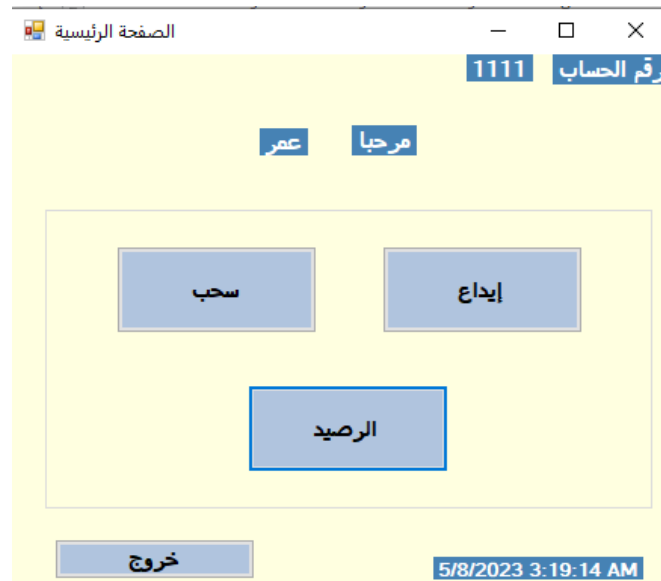 الصفحة الرئيسية
رقم الحساب 1111
مرحبا عمر
إيداع سحب
الرصيد
خروج
5/8/2023 3:19:14 AM